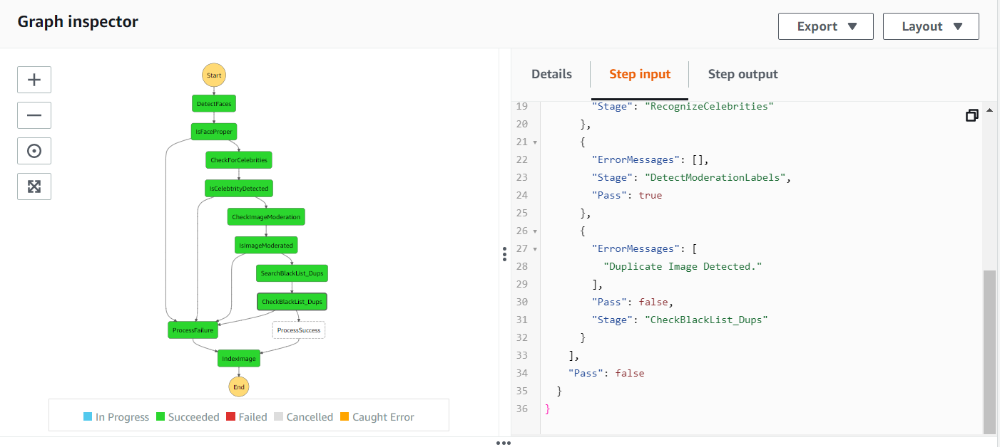 Graph inspector
Export ▼
Layout ▼
Start
DetectFaces
IsFaceProper
CheckForCelebrities
IsCelebtrityDetected
CheckImageModeration
IsImageModerated
SearchBlackList_Dups
CheckBlackList_Dups
ProcessFailure
ProcessSuccess
IndexImage
End
In Progress Succeeded Failed Cancelled Caught Error
Details Step input Step output
19 "Stage": "RecognizeCelebrities"
20 },
21 {
22 "ErrorMessages": [],
23 "Stage": "DetectModerationLabels",
24 "Pass": true
25 },
26 {
27 "ErrorMessages": [
28 "Duplicate Image Detected."
29 ],
30 "Pass": false,
31 "Stage": "CheckBlackList_Dups"
32 }
33 ],
34 "Pass": false
35 }
36 }